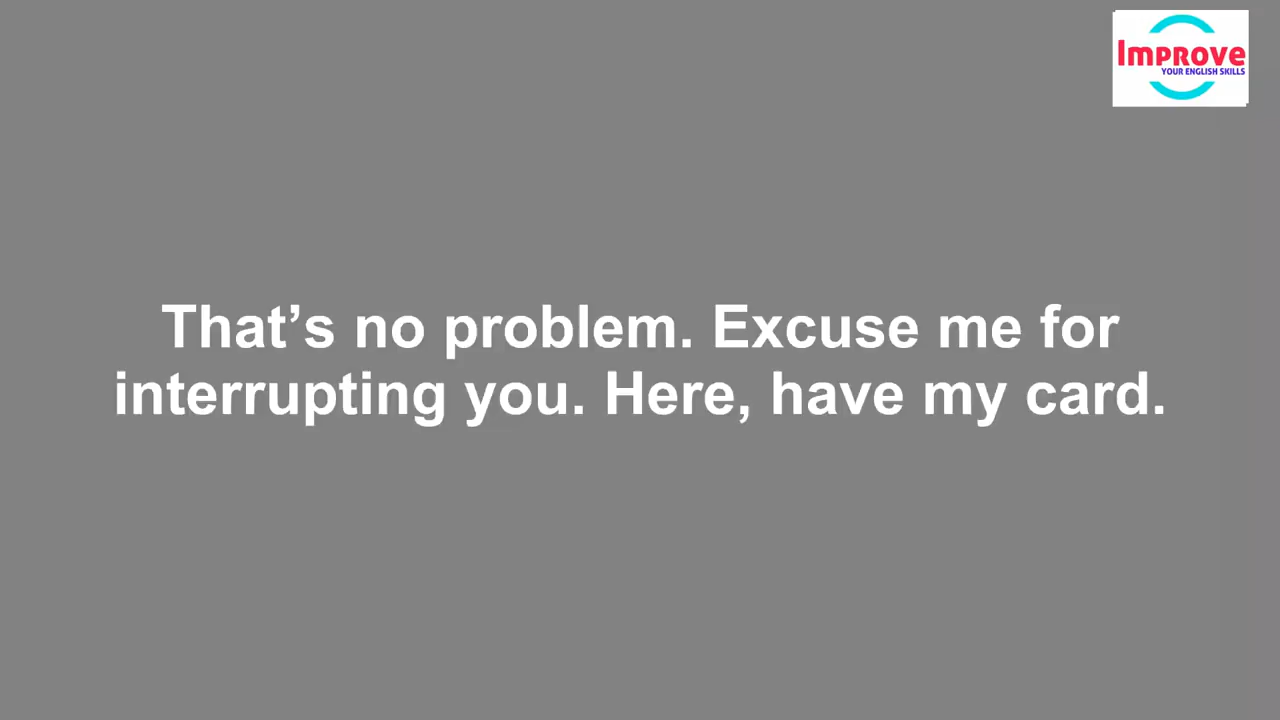 Improve
YOUR ENGLISH SKILLS
That’s no problem. Excuse me for
interrupting you. Here, have my card.